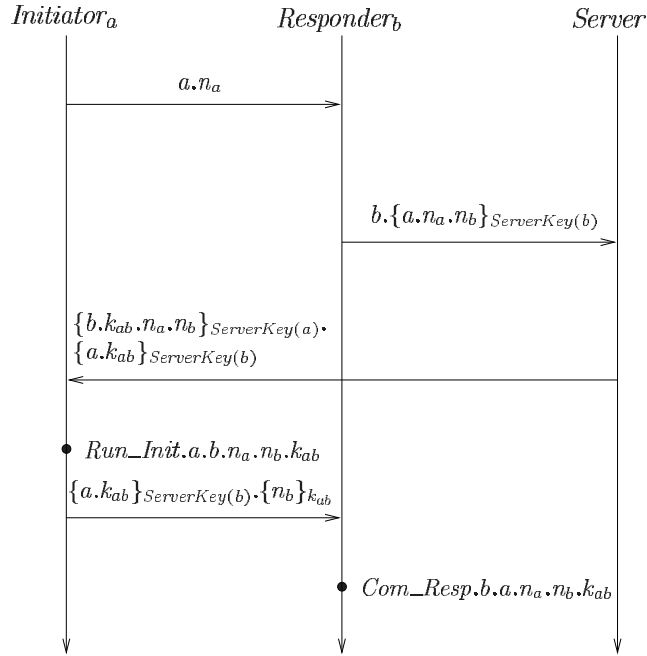 Initiator_a Responder_b Server
a.n_a
b.{a.n_a.n_b}_ServerKey(b)
{b.k_ab.n_a.n_b}_ServerKey(a).
{a.k_ab}_ServerKey(b)
Run_Init.a.b.n_a.n_b.k_ab
{a.k_ab}_ServerKey(b).{n_b}_k_ab
Com_Resp.b.a.n_a.n_b.k_ab